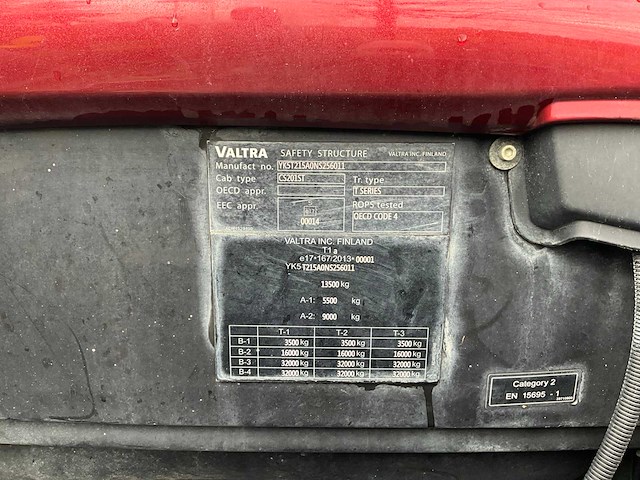 VALTRA SAFETY STRUCTURE VALTRA INC. FINLAND
Manufact no. YK5T215A0NS256011
Cab type CS201ST Tr. type
OECD appr. T SERIES
EEC appr. ROPS tested
00014 OECD CODE 4
VALTRA INC. FINLAND
T1a
e17*167/2013*00001
YK5T215A0NS256011
13500 kg
A-1: 5500 kg
A-2: 9000 kg
T-1 T-2 T-3
B-1 3500 kg 3500 kg 3500 kg
B-2 16000 kg 16000 kg 16000 kg
B-3 32000 kg 32000 kg 32000 kg
B-4 32000 kg 32000 kg 32000 kg
Category 2
EN 15695 - 1